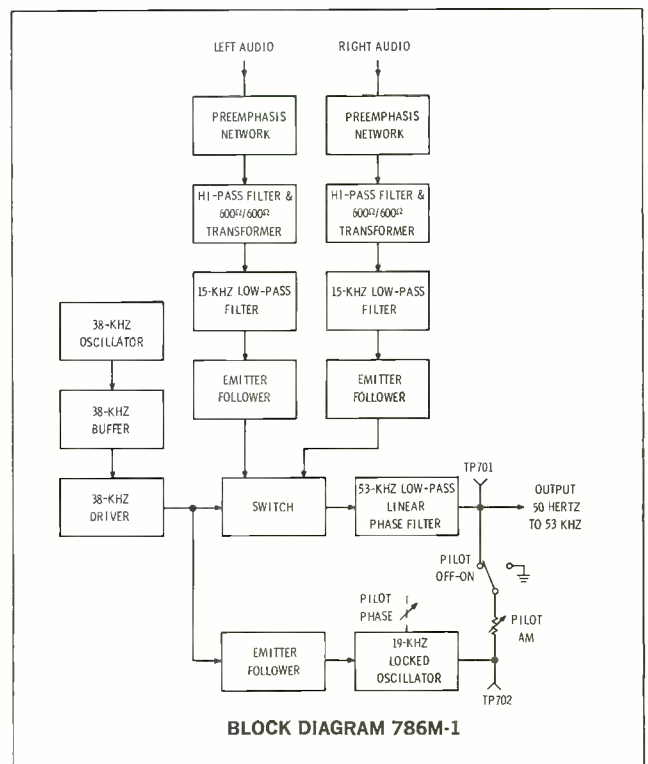 LEFT AUDIO
RIGHT AUDIO
PREEMPHASIS
NETWORK
PREEMPHASIS
NETWORK
HI-PASS FILTER &
600Ω/600Ω
TRANSFORMER
HI-PASS FILTER &
600Ω/600Ω
TRANSFORMER
15-KHZ LOW-PASS
FILTER
15-KHZ LOW-PASS
FILTER
38-KHZ
OSCILLATOR
EMITTER
FOLLOWER
EMITTER
FOLLOWER
38-KHZ
BUFFER
38-KHZ
DRIVER
SWITCH
53-KHZ LOW-PASS
LINEAR
PHASE FILTER
TP701
OUTPUT
50 HERTZ
TO 53 KHZ
PILOT
OFF-ON
PILOT
PHASE
PILOT
AM
EMITTER
FOLLOWER
19-KHZ
LOCKED
OSCILLATOR
TP702
BLOCK DIAGRAM 786M-1